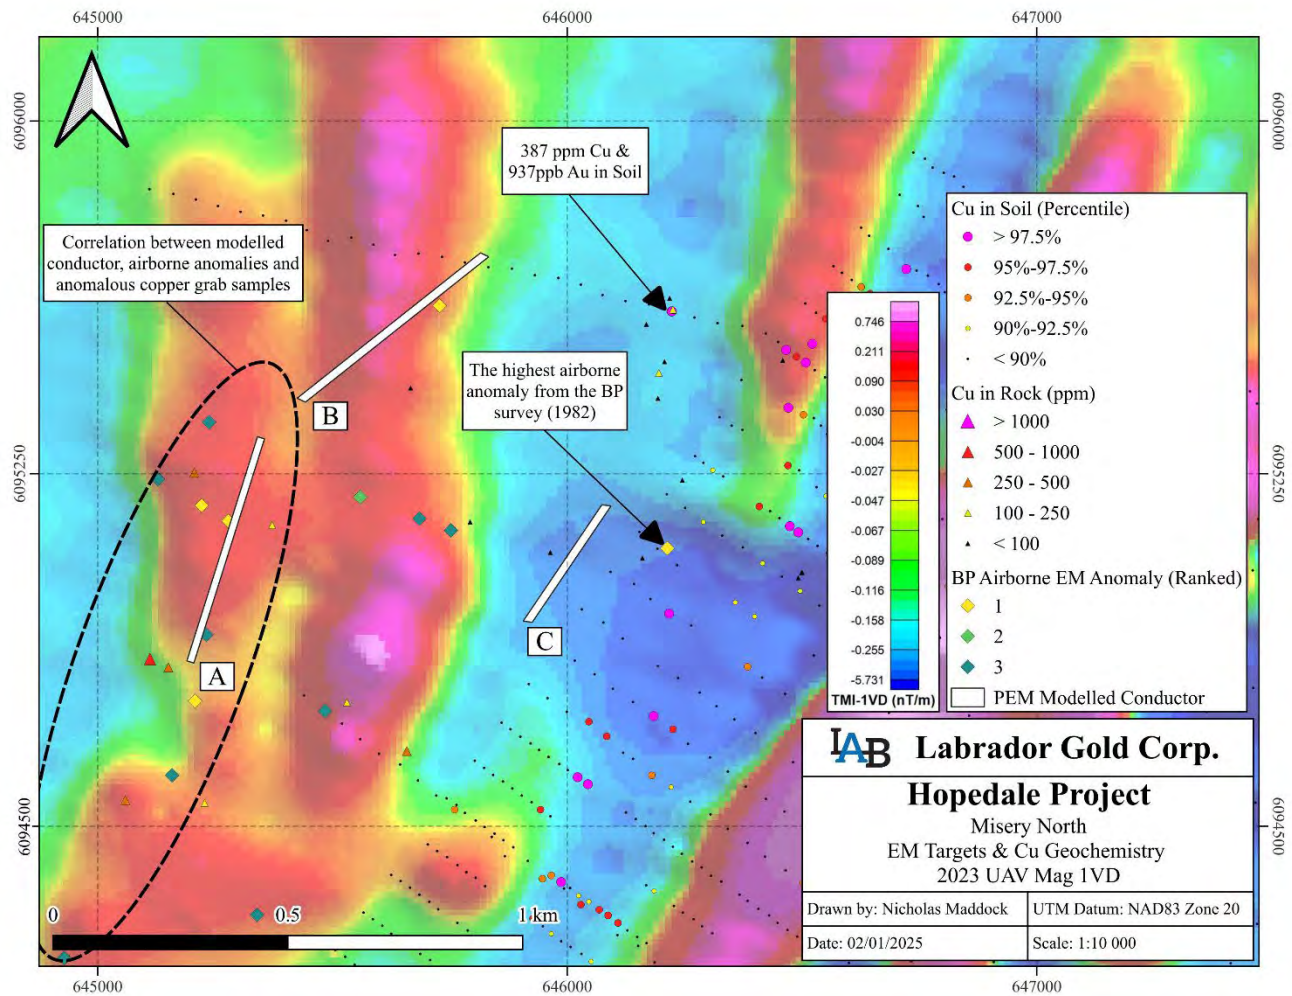 645000
646000
647000
6096000
6096000
387 ppm Cu &
937ppb Au in Soil
Correlation between modelled
conductor, airborne anomalies and
anomalous copper grab samples
B
The highest airborne
anomaly from the BP
survey (1982)
6095250
6095250
A
C
0.746
0.211
0.090
0.030
-0.004
-0.027
-0.047
-0.067
-0.089
-0.116
-0.158
-0.255
-5.731
TMI-1VD (nT/m)
Cu in Soil (Percentile)
> 97.5%
95%-97.5%
92.5%-95%
90%-92.5%
< 90%
Cu in Rock (ppm)
> 1000
500 - 1000
250 - 500
100 - 250
< 100
BP Airborne EM Anomaly (Ranked)
1
2
3
PEM Modelled Conductor
LAB Labrador Gold Corp.
Hopedale Project
Misery North
EM Targets & Cu Geochemistry
2023 UAV Mag 1VD
Drawn by: Nicholas Maddock UTM Datum: NAD83 Zone 20
Date: 02/01/2025 Scale: 1:10 000
6094500
6094500
0 0.5 1 km
645000
646000
647000